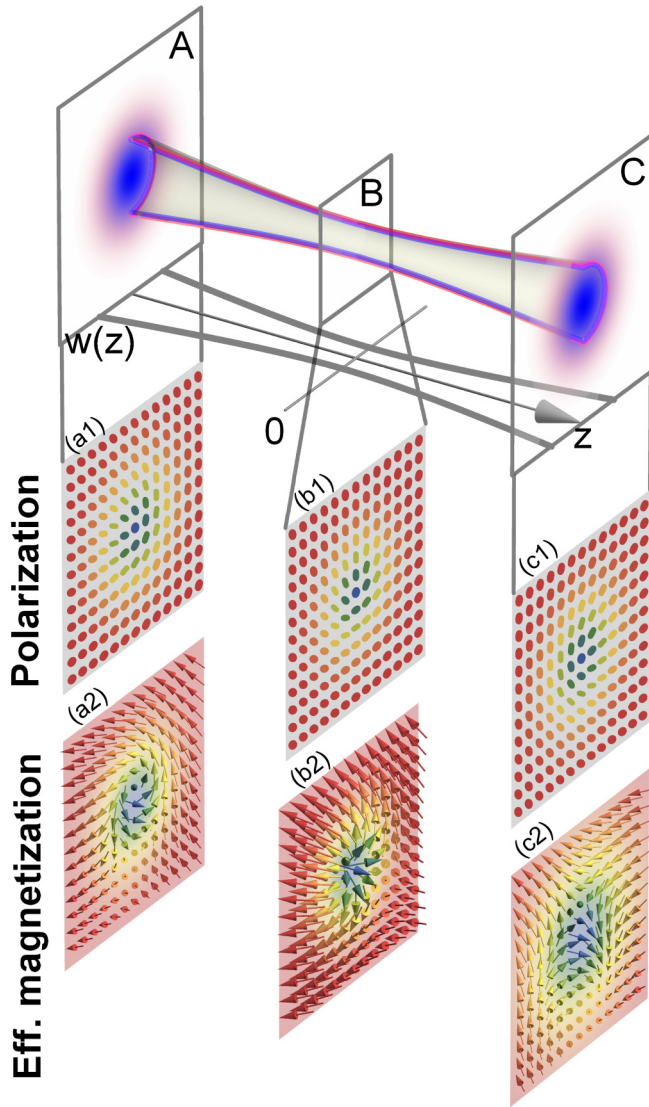 A
B
C
w(z)
0
z
(a1)
(b1)
(c1)
Polarization
(a2)
(b2)
(c2)
Eff. magnetization